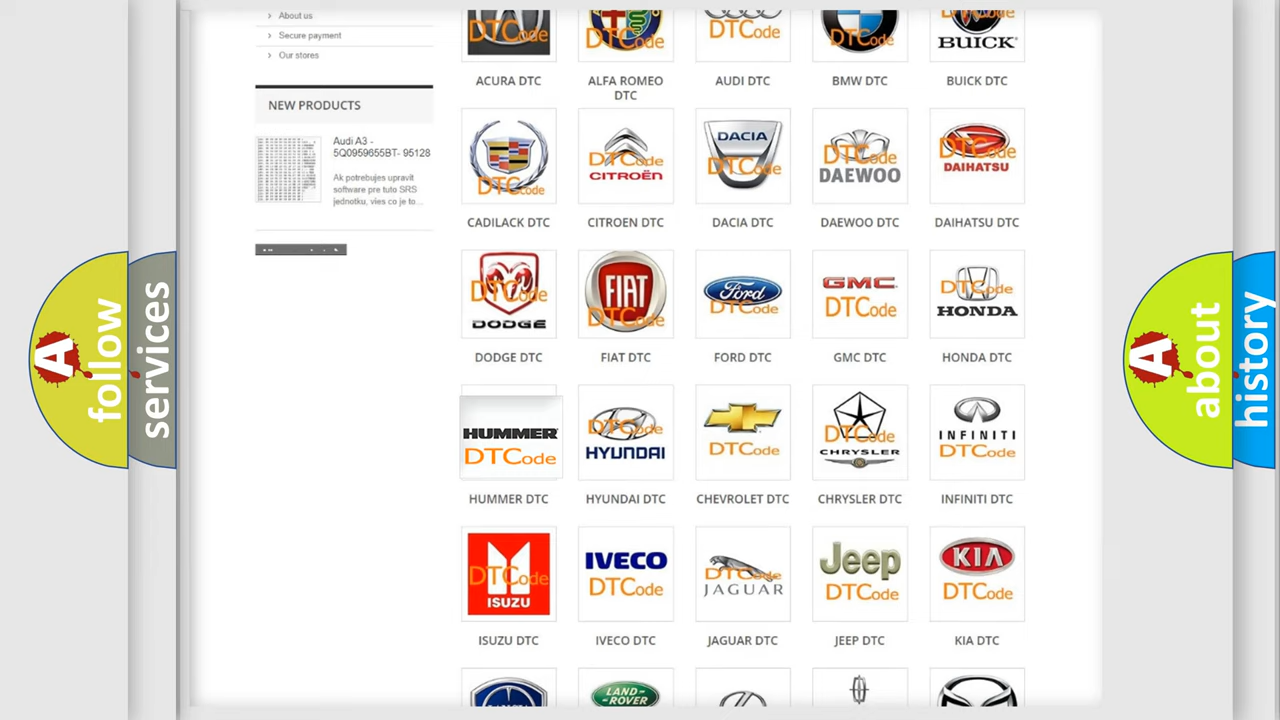 About us
Secure payment
Our stores
NEW PRODUCTS
Audi A3 -
5Q0959655BT- 95128
Ak potrebujes upravit
software pre tuto SRS
jednotku, vies co je to...
DTCode DTCode DTCode DTCode BUICK
ACURA DTC ALFA ROMEO DTC AUDI DTC BMW DTC BUICK DTC
DTCode DTCode CITROËN DACIA DTCode DTCode DAEWOO DTCode DAIHATSU
CADILACK DTC CITROEN DTC DACIA DTC DAEWOO DTC DAIHATSU DTC
DTCode DODGE FIAT DTCode Ford DTCode GMC DTCode DTCode HONDA
DODGE DTC FIAT DTC FORD DTC GMC DTC HONDA DTC
HUMMER DTCode DTCode HYUNDAI DTCode DTCode CHRYSLER INFINITI DTCode
HUMMER DTC HYUNDAI DTC CHEVROLET DTC CHRYSLER DTC INFINITI DTC
DTCode ISUZU IVECO DTCode DTCode JAGUAR Jeep DTCode KIA DTCode
ISUZU DTC IVECO DTC JAGUAR DTC JEEP DTC KIA DTC
LAND-ROVER
A follow
services
A about
history